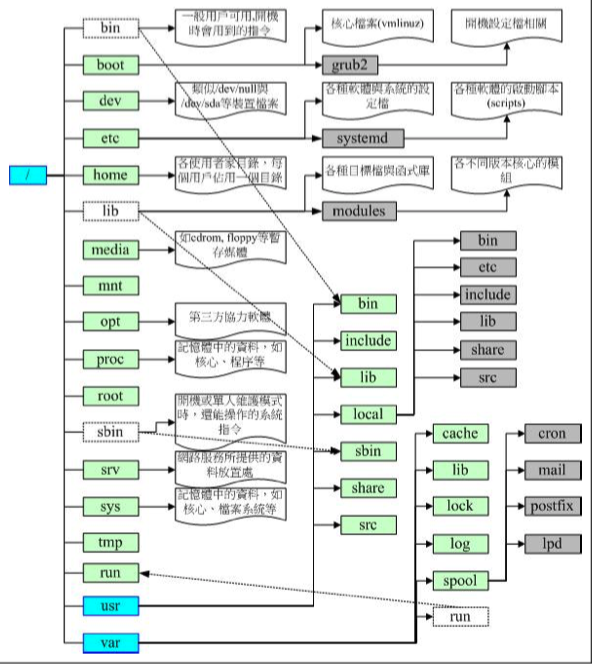 bin
一般用戶可用,開機
時會用到的指令
核心檔案(vmlinuz)
開機設定檔相關
boot
grub2
dev
類似/dev/null與
/dev/sda等裝置檔案
各種軟體與系統的設
定檔
各種軟體的啟動腳本
(scripts)
etc
systemd
/
home
各使用者家目錄,每
個用戶佔用一個目錄
各種目標檔與函式庫
各不同版本核心的模
組
lib
modules
media
如cdrom, floppy等暫
存媒體
mnt
opt
第三方協力軟體
proc
記憶體中的資料,如
核心、程序等
root
sbin
開機或單人維護模式
時,還能操作的系統
指令
srv
網路服務所提供的資
料放置處
sys
記憶體中的資料,如
核心、檔案系統等
tmp
run
usr
var
bin
include
lib
local
sbin
share
src
bin
etc
include
lib
share
src
cache
lib
lock
log
spool
run
cron
mail
postfix
lpd